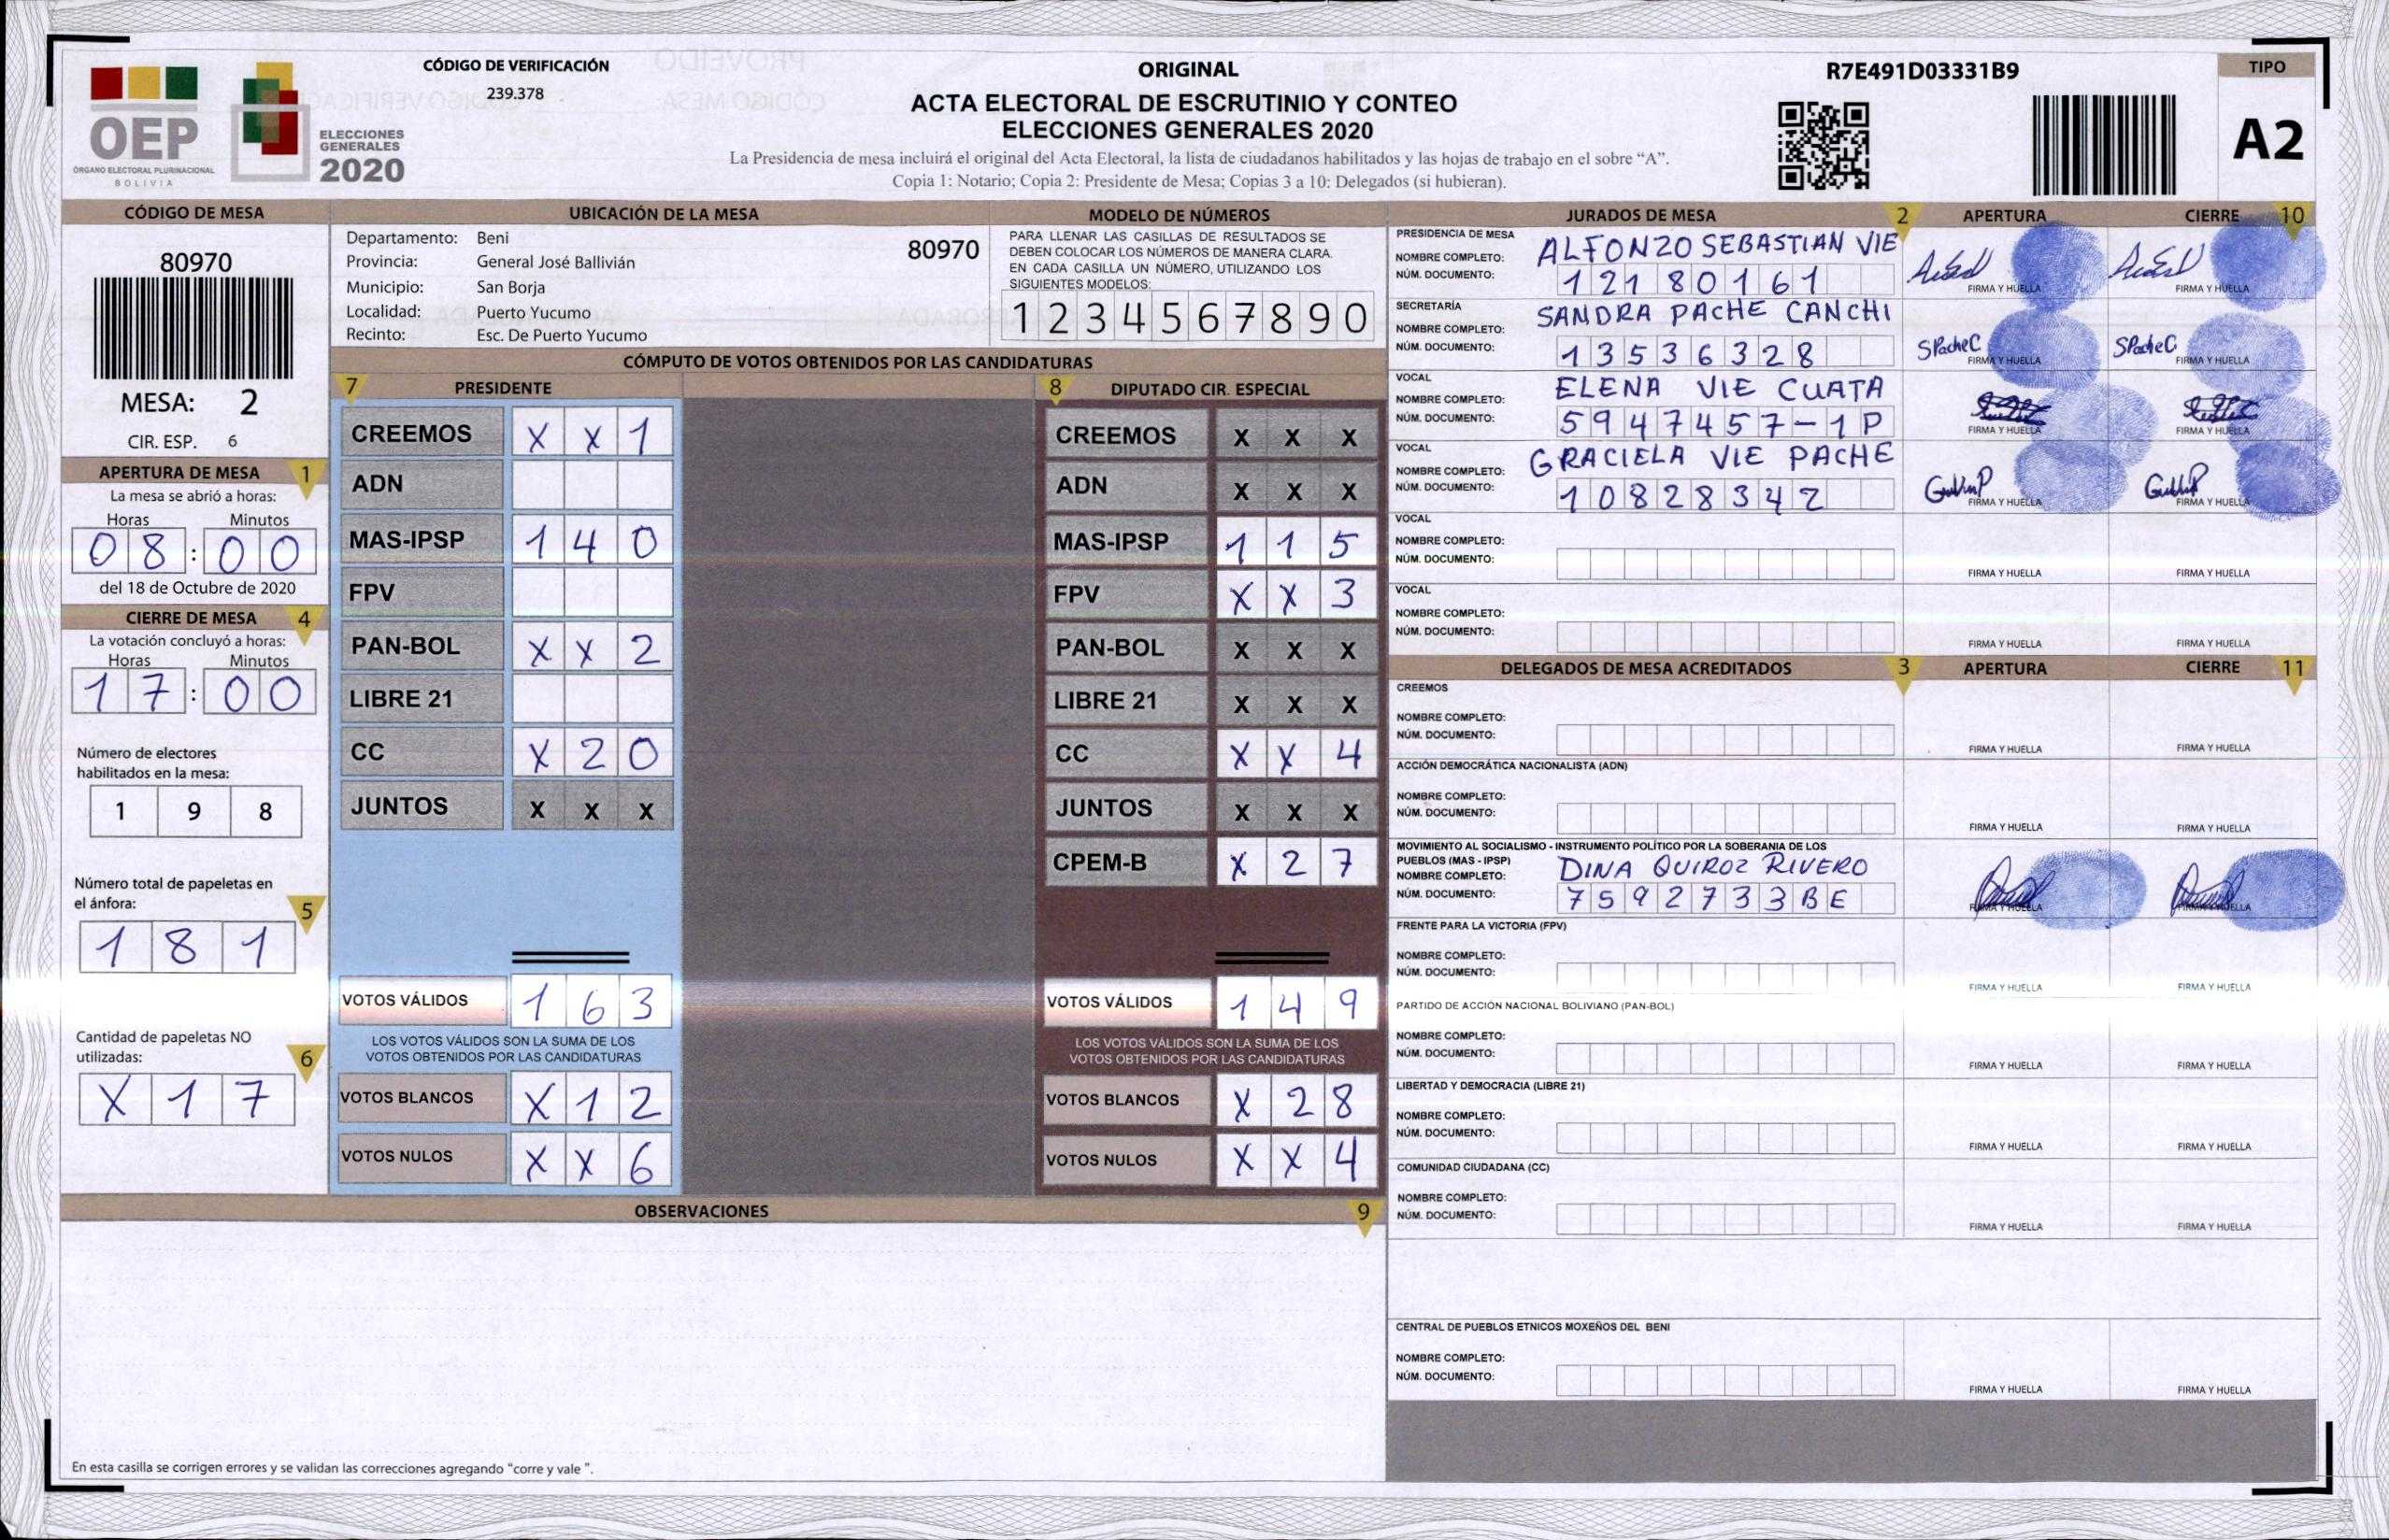 OEP
ÓRGANO ELECTORAL PLURINACIONAL
BOLIVIA
ELECCIONES
GENERALES
2020
CÓDIGO DE VERIFICACIÓN
239.378
ORIGINAL
ACTA ELECTORAL DE ESCRUTINIO Y CONTEO
ELECCIONES GENERALES 2020
La Presidencia de mesa incluirá el original del Acta Electoral, la lista de ciudadanos habilitados y las hojas de trabajo en el sobre “A”.
Copia 1: Notario; Copia 2: Presidente de Mesa; Copias 3 a 10: Delegados (si hubieran).
R7E491D03331B9
TIPO
A2
CÓDIGO DE MESA
80970
MESA: 2
CIR. ESP. 6
APERTURA DE MESA 1
La mesa se abrió a horas:
Horas Minutos
08:00
del 18 de Octubre de 2020
CIERRE DE MESA 4
La votación concluyó a horas:
Horas Minutos
17:00
Número de electores
habilitados en la mesa:
1 9 8
Número total de papeletas en
el ánfora: 5
1 8 1
Cantidad de papeletas NO
utilizadas: 6
X 1 7
UBICACIÓN DE LA MESA
Departamento: Beni 80970
Provincia: General José Ballivián
Municipio: San Borja
Localidad: Puerto Yucumo
Recinto: Esc. De Puerto Yucumo
MODELO DE NÚMEROS
PARA LLENAR LAS CASILLAS DE RESULTADOS SE
DEBEN COLOCAR LOS NÚMEROS DE MANERA CLARA.
EN CADA CASILLA UN NÚMERO, UTILIZANDO LOS
SIGUIENTES MODELOS:
1 2 3 4 5 6 7 8 9 0
CÓMPUTO DE VOTOS OBTENIDOS POR LAS CANDIDATURAS
7 PRESIDENTE
CREEMOS X X 1
ADN
MAS-IPSP 1 4 0
FPV
PAN-BOL X X 2
LIBRE 21
CC X 2 0
JUNTOS X X X
VOTOS VÁLIDOS 1 6 3
LOS VOTOS VÁLIDOS SON LA SUMA DE LOS
VOTOS OBTENIDOS POR LAS CANDIDATURAS
VOTOS BLANCOS X 1 2
VOTOS NULOS X X 6
8 DIPUTADO CIR. ESPECIAL
CREEMOS X X X
ADN X X X
MAS-IPSP 1 1 5
FPV X X 3
PAN-BOL X X X
LIBRE 21 X X X
CC X X 4
JUNTOS X X X
CPEM-B X 2 7
VOTOS VÁLIDOS 1 4 9
LOS VOTOS VÁLIDOS SON LA SUMA DE LOS
VOTOS OBTENIDOS POR LAS CANDIDATURAS
VOTOS BLANCOS X 2 8
VOTOS NULOS X X 4
OBSERVACIONES 9
En esta casilla se corrigen errores y se validan las correcciones agregando “corre y vale ”.
JURADOS DE MESA 2 APERTURA CIERRE 10
PRESIDENCIA DE MESA
NOMBRE COMPLETO: ALFONZO SEBASTIAN VIE
NÚM. DOCUMENTO: 12180161
FIRMA Y HUELLA FIRMA Y HUELLA
SECRETARÍA
NOMBRE COMPLETO: SANDRA PACHE CANCHI
NÚM. DOCUMENTO: 13536328
SPacheC SPacheC
FIRMA Y HUELLA FIRMA Y HUELLA
VOCAL
NOMBRE COMPLETO: ELENA VIE CUATA
NÚM. DOCUMENTO: 5947457-1P
FIRMA Y HUELLA FIRMA Y HUELLA
VOCAL
NOMBRE COMPLETO: GRACIELA VIE PACHE
NÚM. DOCUMENTO: 10828342
FIRMA Y HUELLA FIRMA Y HUELLA
VOCAL
NOMBRE COMPLETO:
NÚM. DOCUMENTO:
FIRMA Y HUELLA FIRMA Y HUELLA
VOCAL
NOMBRE COMPLETO:
NÚM. DOCUMENTO:
FIRMA Y HUELLA FIRMA Y HUELLA
DELEGADOS DE MESA ACREDITADOS 3 APERTURA CIERRE 11
CREEMOS
NOMBRE COMPLETO:
NÚM. DOCUMENTO:
FIRMA Y HUELLA FIRMA Y HUELLA
ACCIÓN DEMOCRÁTICA NACIONALISTA (ADN)
NOMBRE COMPLETO:
NÚM. DOCUMENTO:
FIRMA Y HUELLA FIRMA Y HUELLA
MOVIMIENTO AL SOCIALISMO - INSTRUMENTO POLÍTICO POR LA SOBERANIA DE LOS
PUEBLOS (MAS - IPSP)
NOMBRE COMPLETO: DINA QUIROZ RIVERO
NÚM. DOCUMENTO: 7592733BE
FIRMA Y HUELLA FIRMA Y HUELLA
FRENTE PARA LA VICTORIA (FPV)
NOMBRE COMPLETO:
NÚM. DOCUMENTO:
FIRMA Y HUELLA FIRMA Y HUELLA
PARTIDO DE ACCIÓN NACIONAL BOLIVIANO (PAN-BOL)
NOMBRE COMPLETO:
NÚM. DOCUMENTO:
FIRMA Y HUELLA FIRMA Y HUELLA
LIBERTAD Y DEMOCRACIA (LIBRE 21)
NOMBRE COMPLETO:
NÚM. DOCUMENTO:
FIRMA Y HUELLA FIRMA Y HUELLA
COMUNIDAD CIUDADANA (CC)
NOMBRE COMPLETO:
NÚM. DOCUMENTO:
FIRMA Y HUELLA FIRMA Y HUELLA
CENTRAL DE PUEBLOS ETNICOS MOXEÑOS DEL BENI
NOMBRE COMPLETO:
NÚM. DOCUMENTO:
FIRMA Y HUELLA FIRMA Y HUELLA